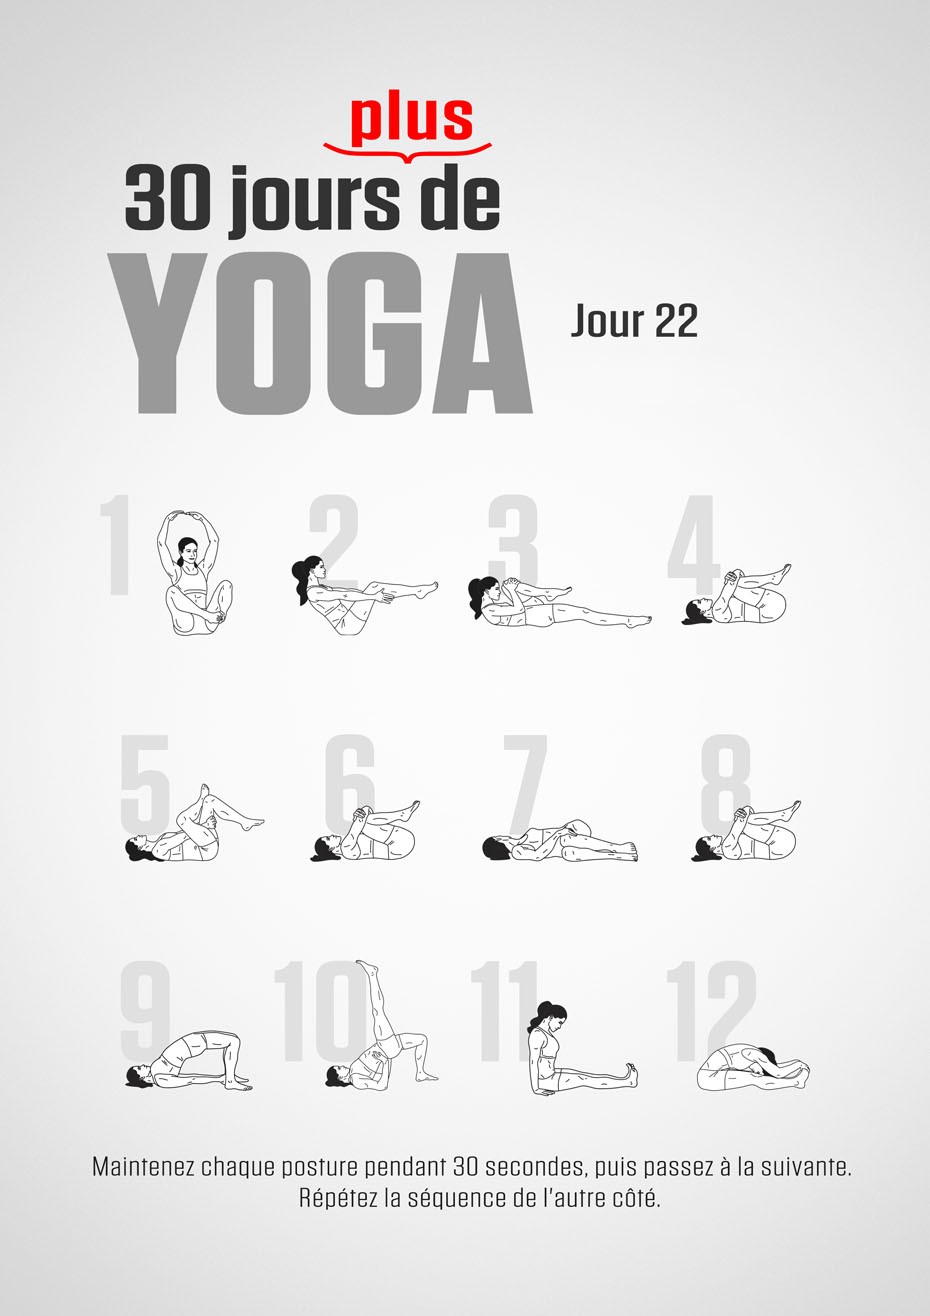 plus
30 jours de
YOGA
Jour 22
1 2 3 4
5 6 7 8
9 10 11 12
Maintenez chaque posture pendant 30 secondes, puis passez à la suivante.
Répétez la séquence de l'autre côté.